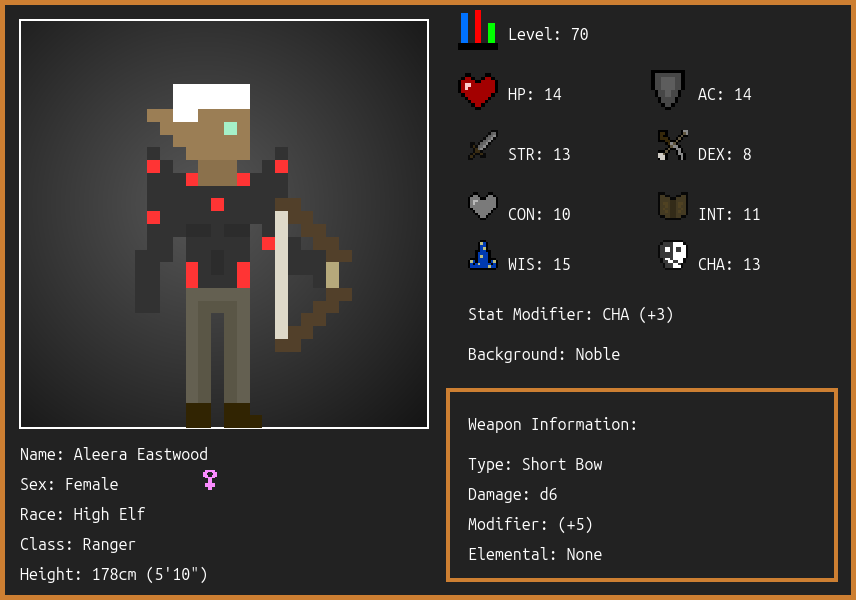 Level: 70
HP: 14
AC: 14
STR: 13
DEX: 8
CON: 10
INT: 11
WIS: 15
CHA: 13
Stat Modifier: CHA (+3)
Background: Noble
Weapon Information:
Type: Short Bow
Damage: d6
Modifier: (+5)
Elemental: None
Name: Aleera Eastwood
Sex: Female
Race: High Elf
Class: Ranger
Height: 178cm (5'10")